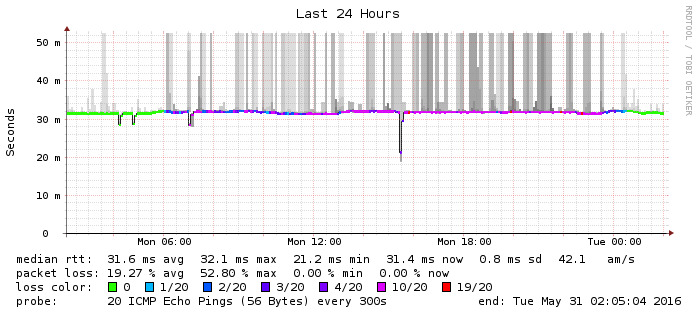 Last 24 Hours
RRDTOOL / TOBI OETIKER
Seconds
50 m
40 m
30 m
20 m
10 m
0
Mon 06:00 Mon 12:00 Mon 18:00 Tue 00:00
median rtt: 31.6 ms avg 32.1 ms max 21.2 ms min 31.4 ms now 0.8 ms sd 42.1 am/s
packet loss: 19.27 % avg 52.80 % max 0.00 % min 0.00 % now
loss color: 0 1/20 2/20 3/20 4/20 10/20 19/20
probe: 20 ICMP Echo Pings (56 Bytes) every 300s end: Tue May 31 02:05:04 2016